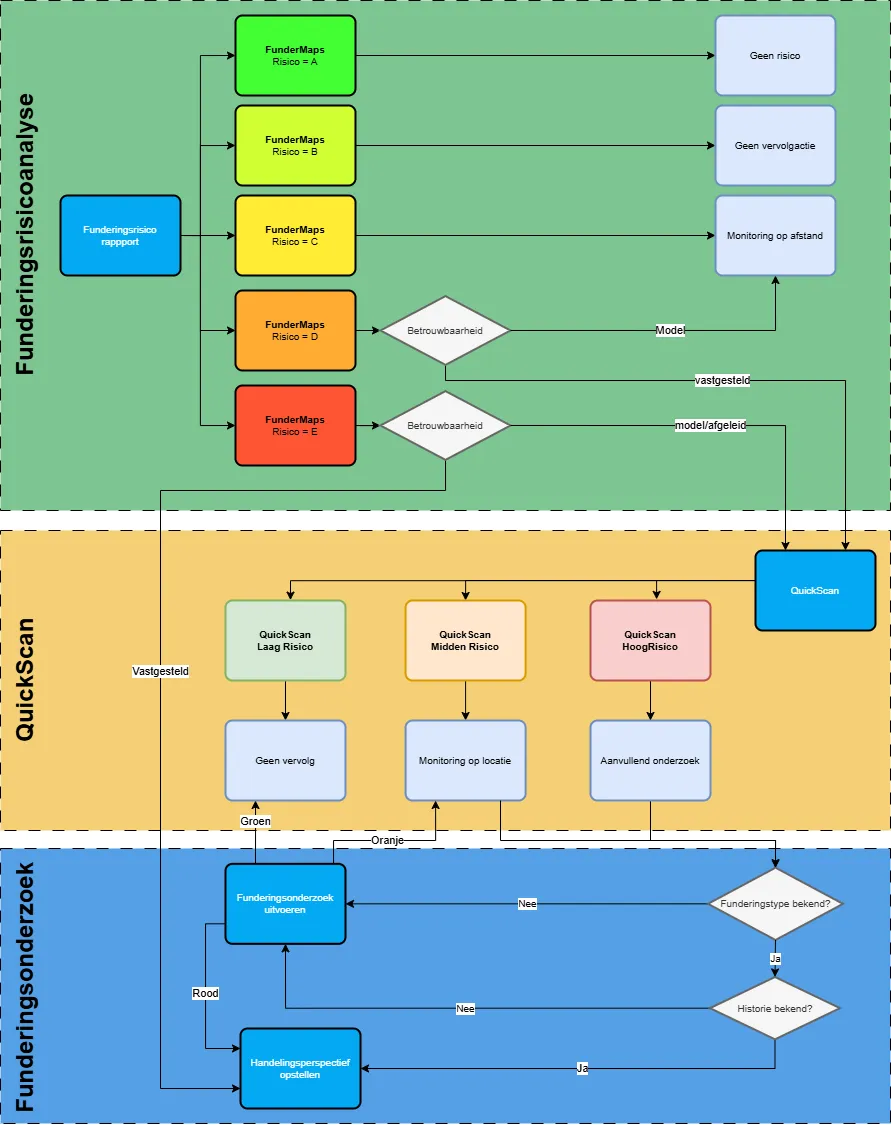 Funderingsrisicoanalyse
FunderMaps
Risico = A
Geen risico
FunderMaps
Risico = B
Geen vervolgactie
Funderingsrisico
rappport
FunderMaps
Risico = C
Monitoring op afstand
FunderMaps
Risico = D
Betrouwbaarheid
Model
vastgesteld
FunderMaps
Risico = E
Betrouwbaarheid
model/afgeleid
QuickScan
QuickScan
QuickScan
Laag Risico
QuickScan
Midden Risico
QuickScan
HoogRisico
Vastgesteld
Geen vervolg
Monitoring op locatie
Aanvullend onderzoek
Groen
Oranje
Funderingsonderzoek
Funderingsonderzoek
uitvoeren
Nee
Funderingstype bekend?
Ja
Rood
Nee
Historie bekend?
Handelingsperspectief
opstellen
Ja